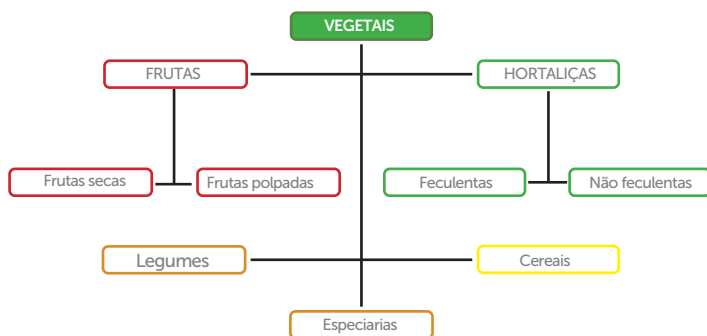 VEGETAIS
FRUTAS
HORTALIÇAS
Frutas secas
Frutas polpadas
Feculentas
Não feculentas
Legumes
Cereais
Especiarias